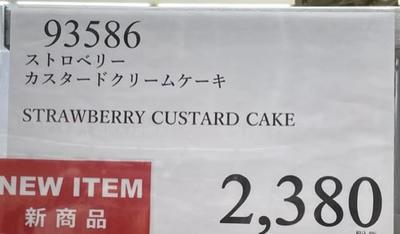 93586
ストロベリー
カスタードクリームケーキ
STRAWBERRY CUSTARD CAKE
NEW ITEM
新商品
2,380